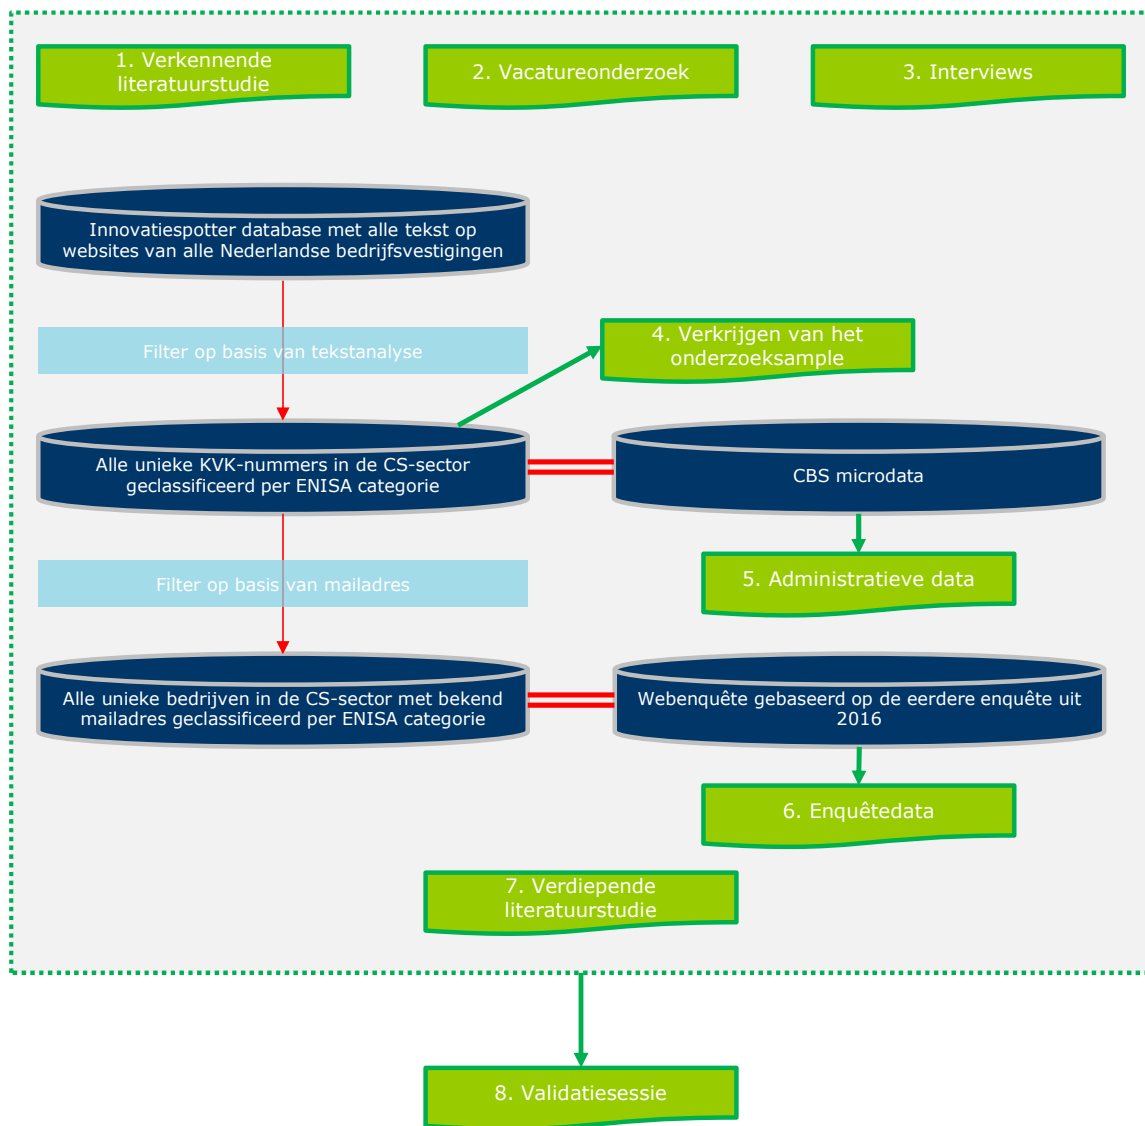 1. Verkennende
literatuurstudie
2. Vacatureonderzoek
3. Interviews
Innovatiespotter database met alle tekst op
websites van alle Nederlandse bedrijfsvestigingen
Filter op basis van tekstanalyse
4. Verkrijgen van het
onderzoeksample
Alle unieke KVK-nummers in de CS-sector
geclassificeerd per ENISA categorie
CBS microdata
Filter op basis van mailadres
5. Administratieve data
Alle unieke bedrijven in de CS-sector met bekend
mailadres geclassificeerd per ENISA categorie
Webenquête gebaseerd op de eerdere enquête uit
2016
6. Enquêtedata
7. Verdiepende
literatuurstudie
8. Validatiesessie